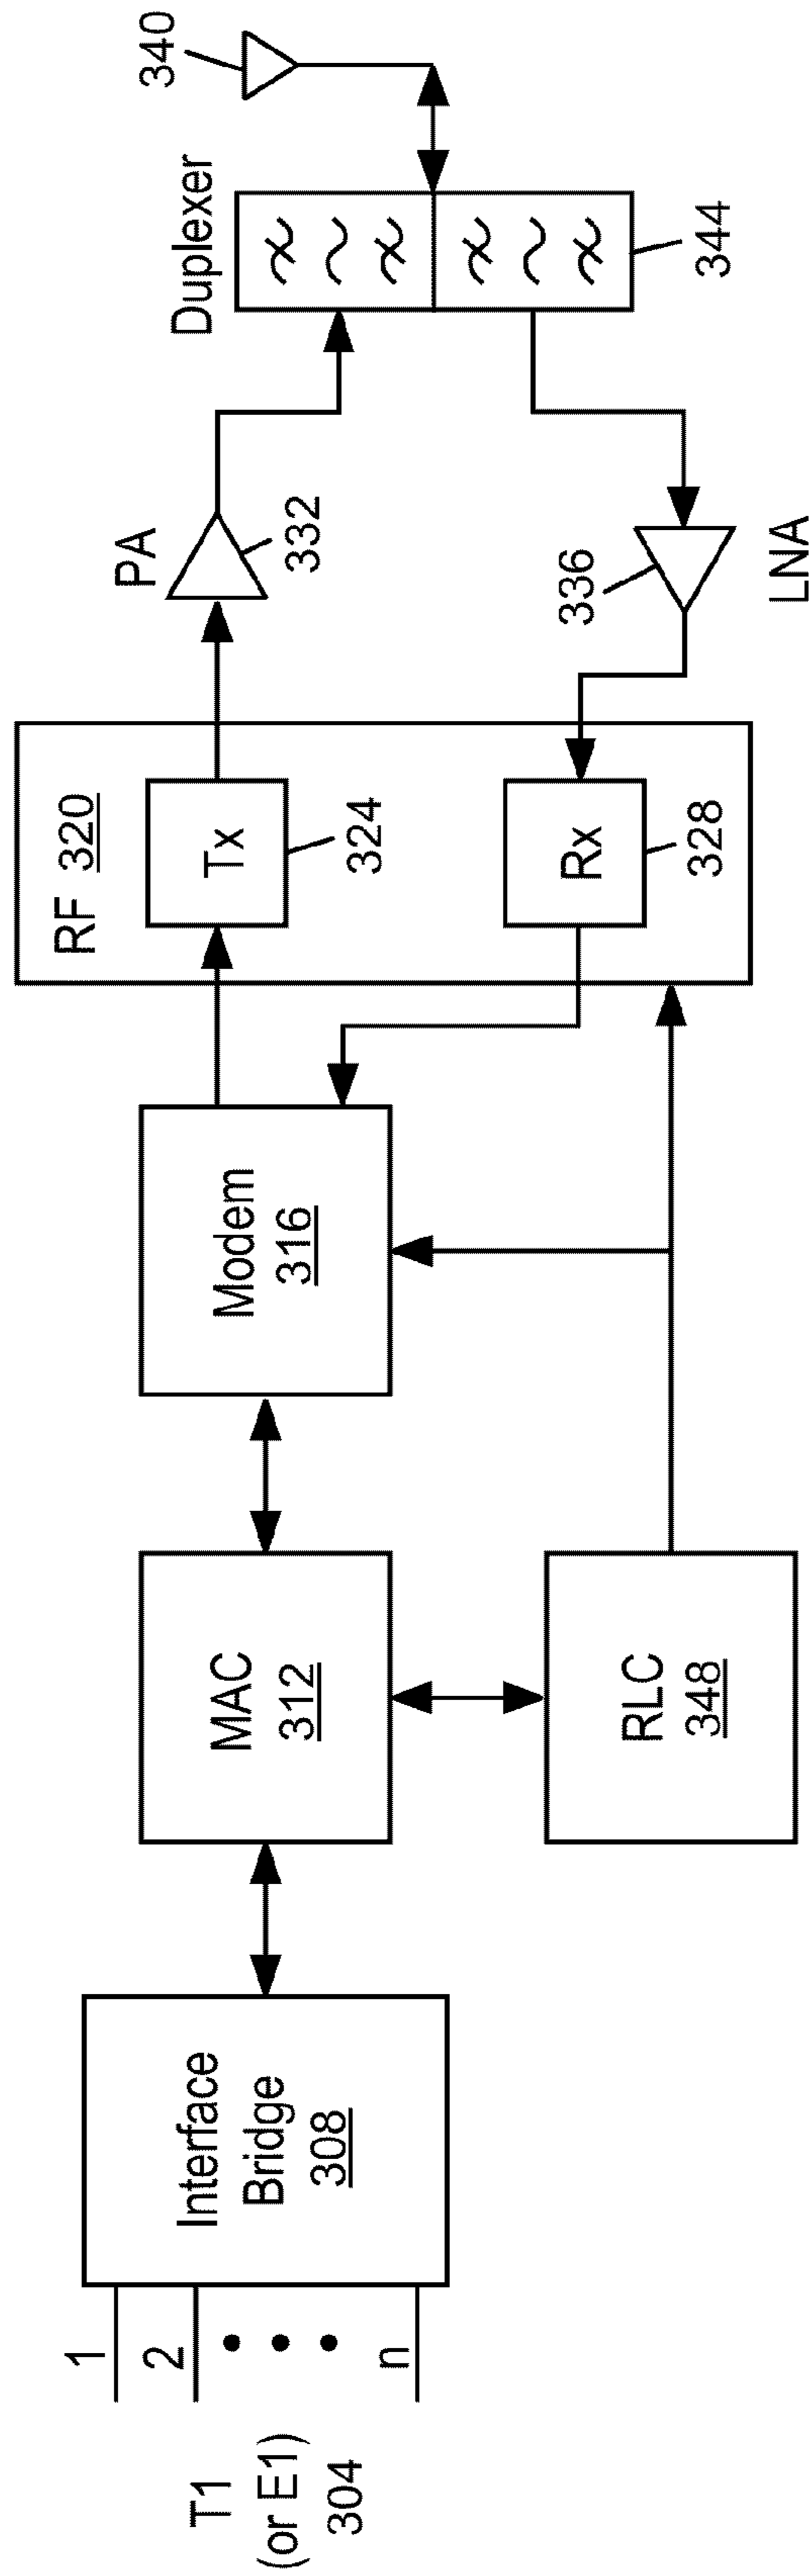 1
2
n
T1
(or E1)
304
Interface
Bridge
308
MAC
312
RLC
348
Modem
316
RF 320
Tx
324
Rx
328
PA
332
336
LNA
Duplexer
344
340